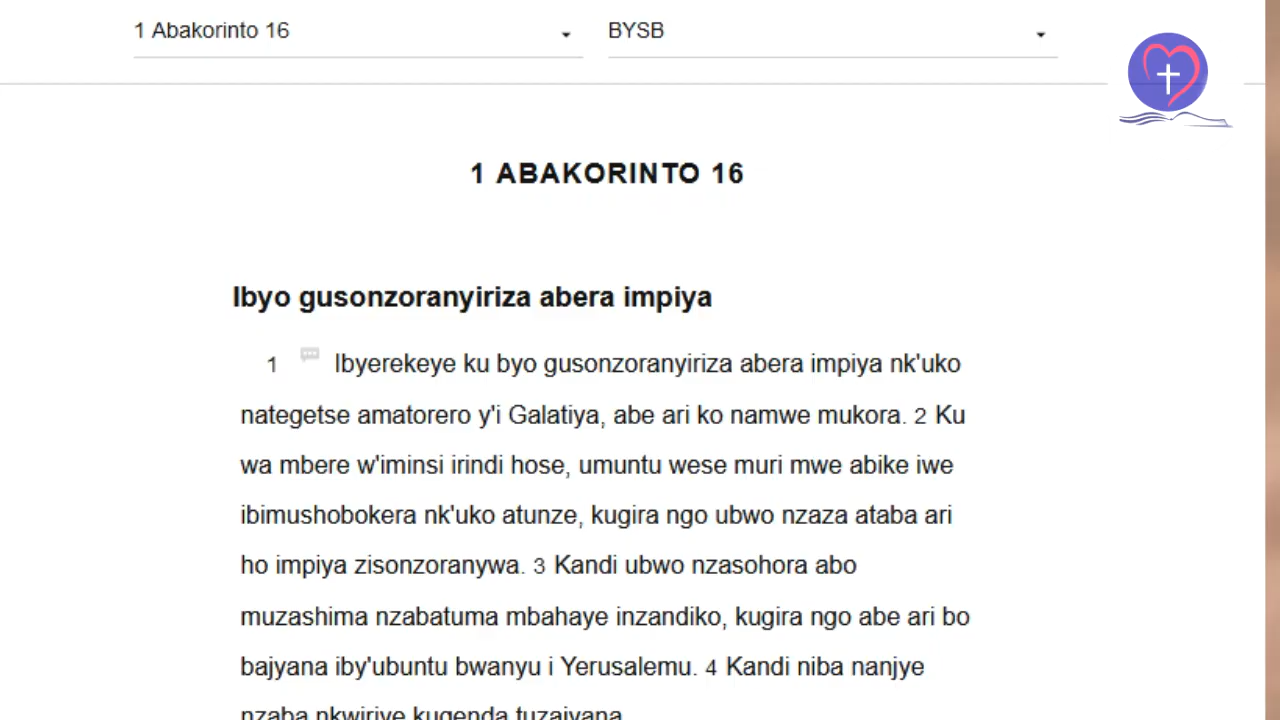 1 Abakorinto 16
BYSB
1 ABAKORINTO 16
Ibyo gusonzoranyiriza abera impiya
1 Ibyerekeye ku byo gusonzoranyiriza abera impiya nk'uko
nategetse amatorero y'i Galatiya, abe ari ko namwe mukora. 2 Ku
wa mbere w'iminsi irindi hose, umuntu wese muri mwe abike iwe
ibimushobokera nk'uko atunze, kugira ngo ubwo nzaza ataba ari
ho impiya zisonzoranywa. 3 Kandi ubwo nzasohora abo
muzashima nzabatuma mbahaye inzandiko, kugira ngo abe ari bo
bajyana iby'ubuntu bwanyu i Yerusalemu. 4 Kandi niba nanjye
nzaba nkwiriye kugenda tuzajyana.